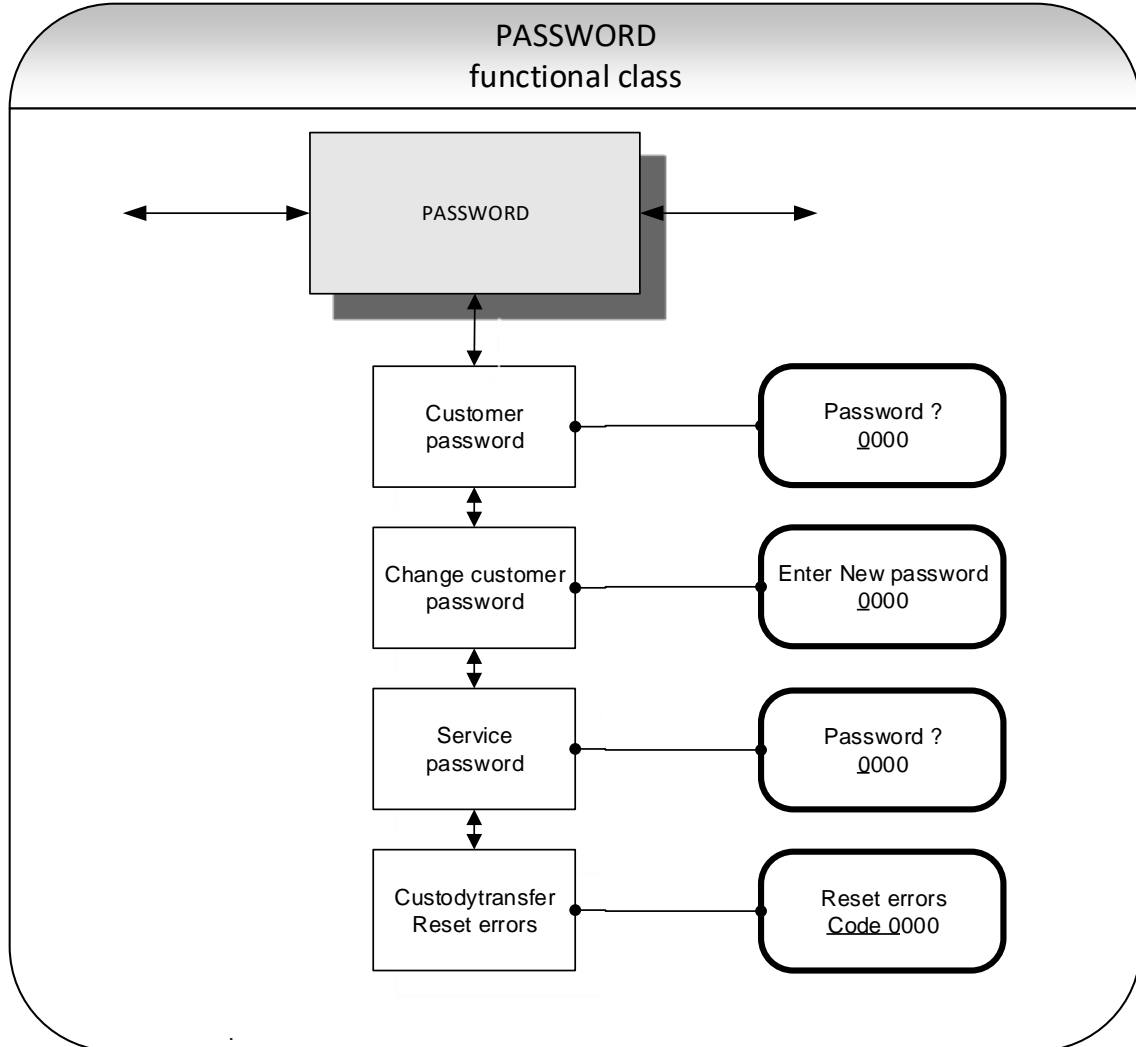 PASSWORD
functional class
PASSWORD
Customer
password
Password ?
0000
Change customer
password
Enter New password
0000
Service
password
Password ?
0000
Custodytransfer
Reset errors
Reset errors
Code 0000